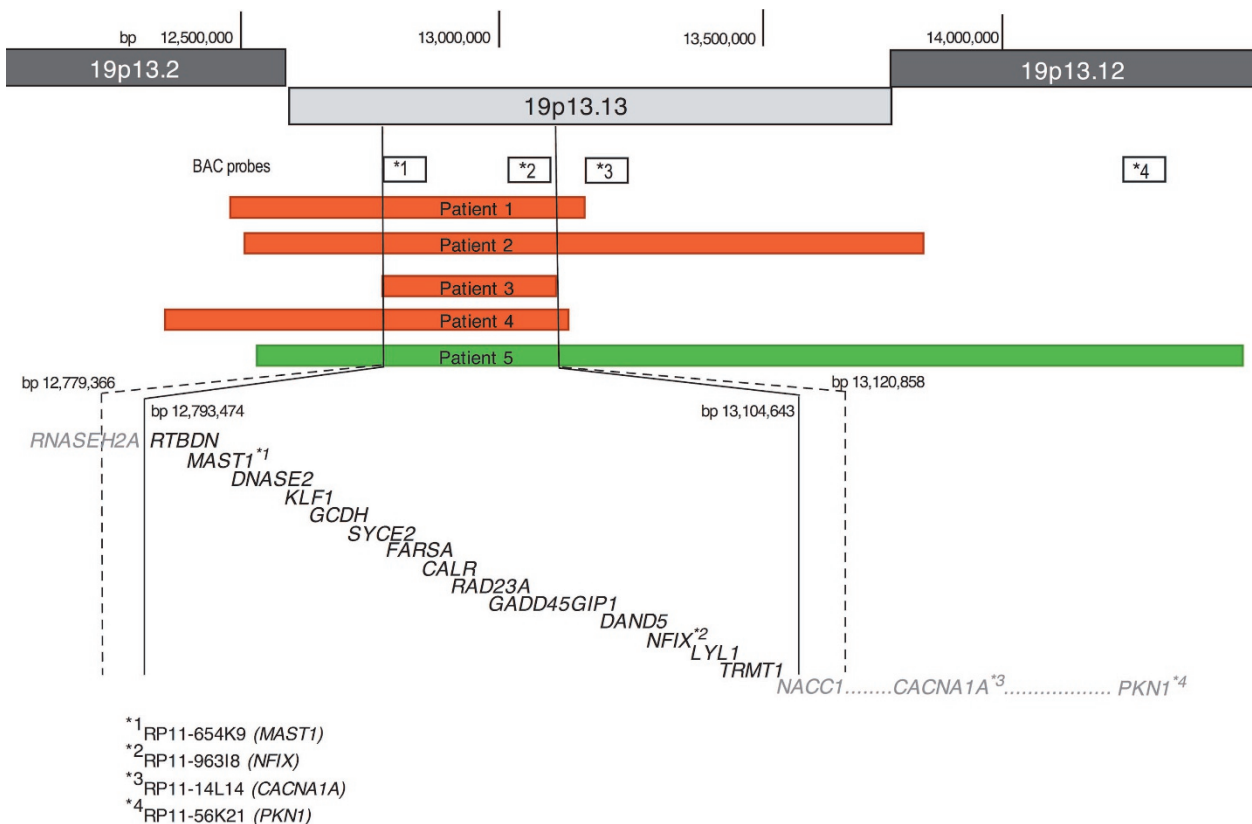 bp 12,500,000 13,000,000 13,500,000 14,000,000
19p13.2 19p13.12
19p13.13
BAC probes *1 *2 *3 *4
Patient 1
Patient 2
Patient 3
Patient 4
Patient 5
bp 12,779,366 bp 13,120,858
bp 12,793,474 bp 13,104,643
RNASEH2A RTBDN
MAST1*1
DNASE2
KLF1
GCDH
SYCE2
FARSA
CALR
RAD23A
GADD45GIP1
DAND5
NFIX*2
LYL1
TRMT1
NACC1........CACNA1A*3.................. PKN1*4
*1RP11-654K9 (MAST1)
*2RP11-963I8 (NFIX)
*3RP11-14L14 (CACNA1A)
*4RP11-56K21 (PKN1)